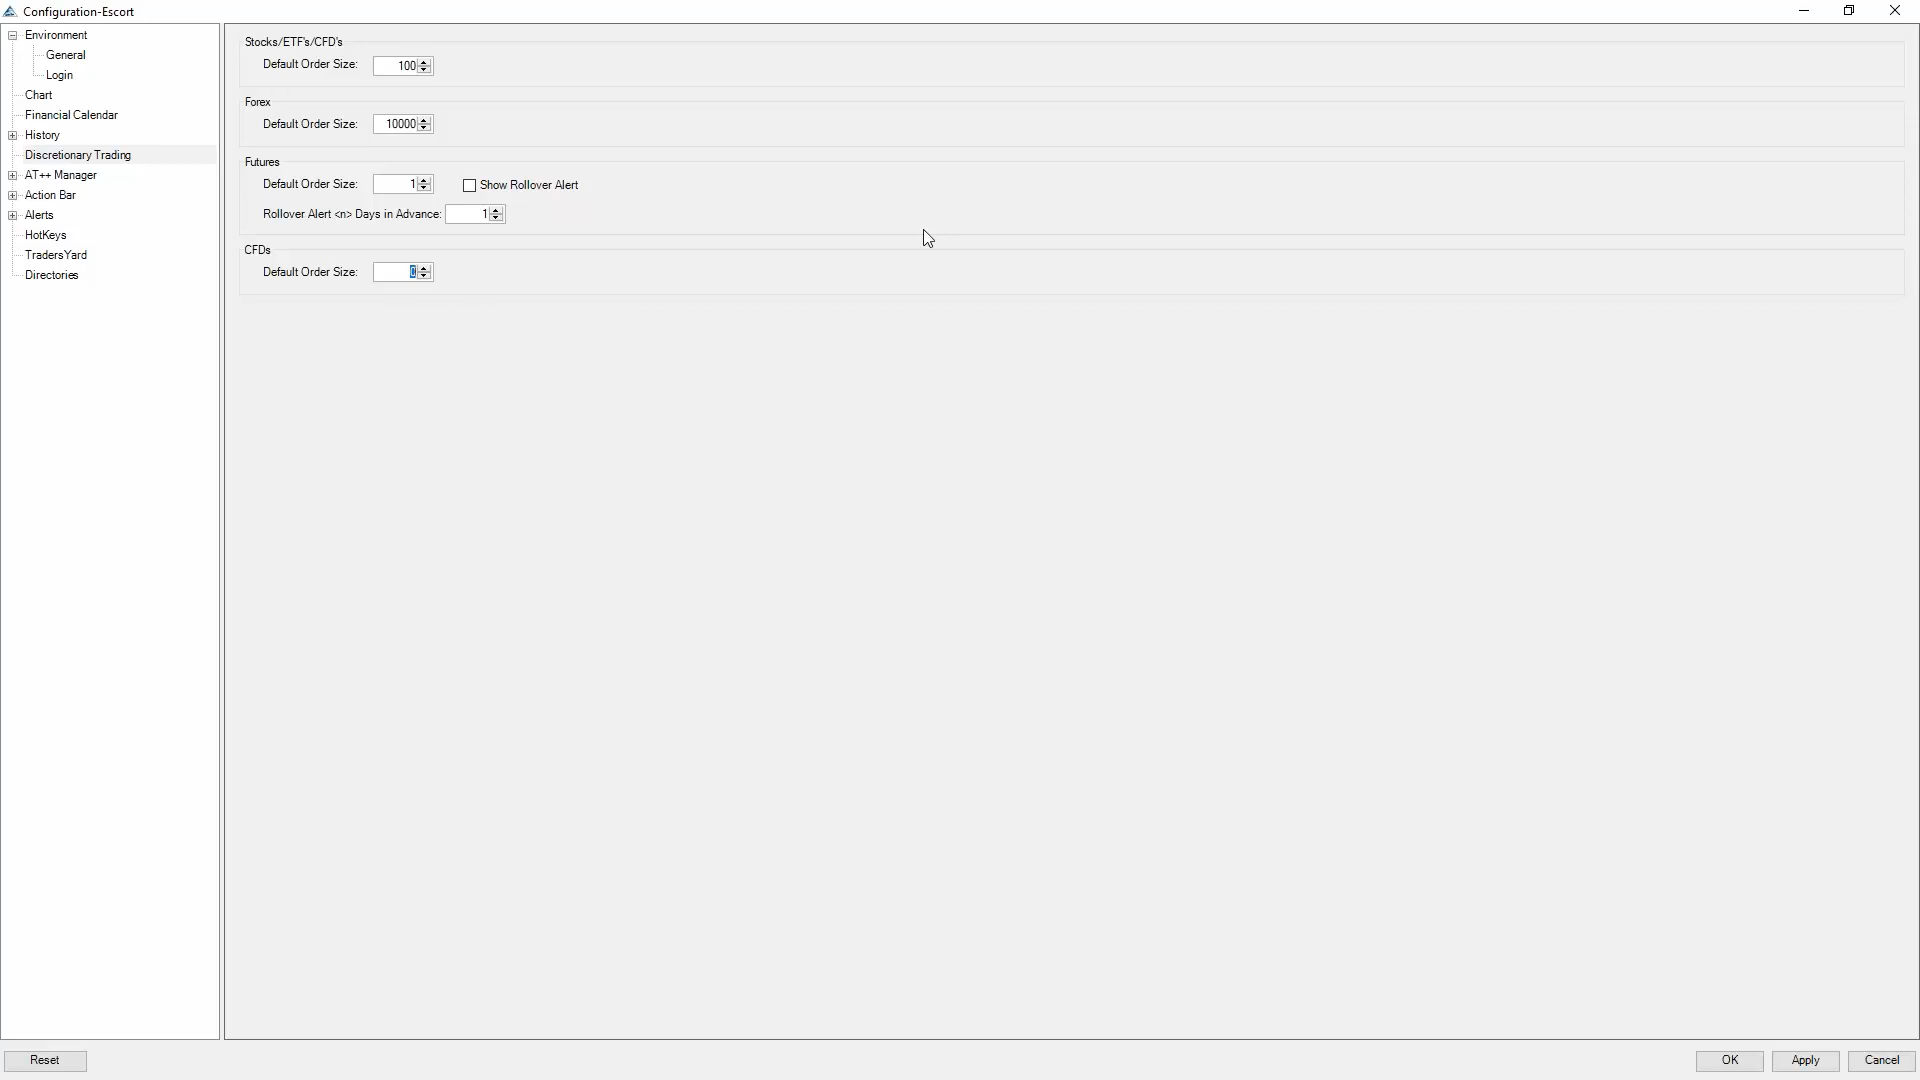 Configuration-Escort
Environment
General
Login
Chart
Financial Calendar
History
Discretionary Trading
AT++ Manager
Action Bar
Alerts
HotKeys
TradersYard
Directories
Stocks/ETF's/CFD's
Default Order Size: 100
Forex
Default Order Size: 10000
Futures
Default Order Size: 1 Show Rollover Alert
Rollover Alert <n> Days in Advance: 1
CFDs
Default Order Size: 0
Reset
OK Apply Cancel